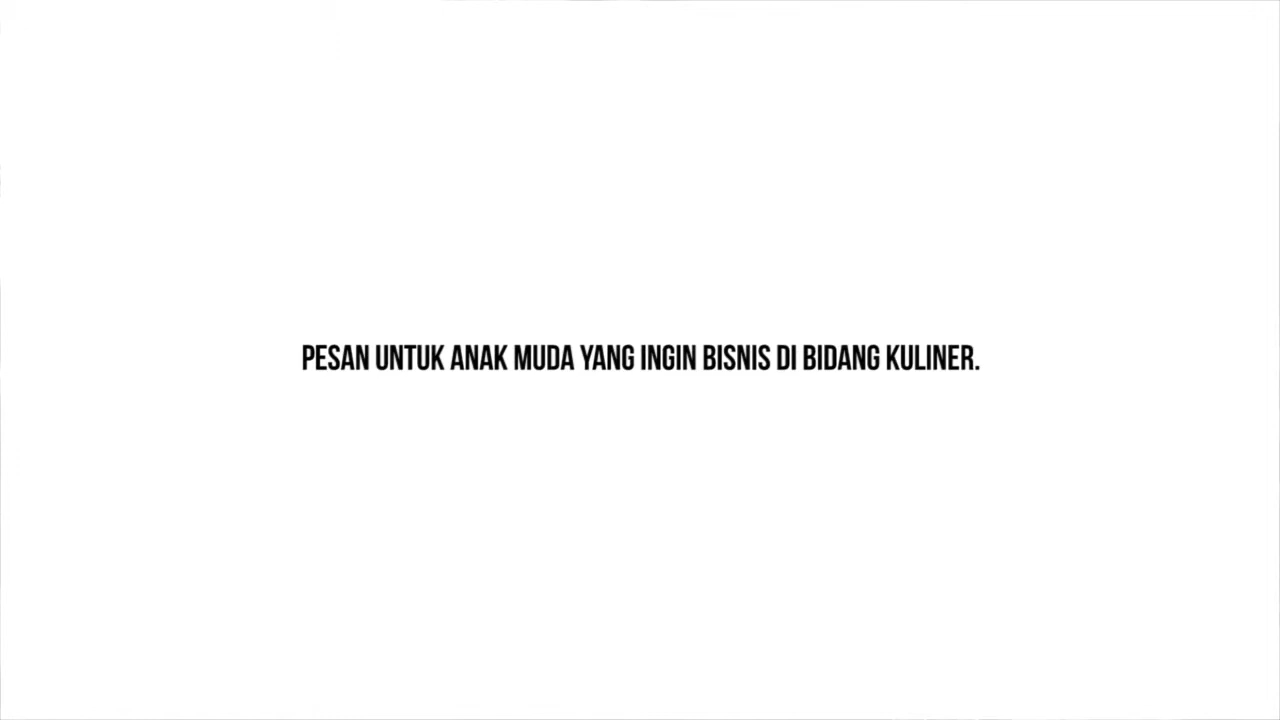 PESAN UNTUK ANAK MUDA YANG INGIN BISNIS DI BIDANG KULINER.